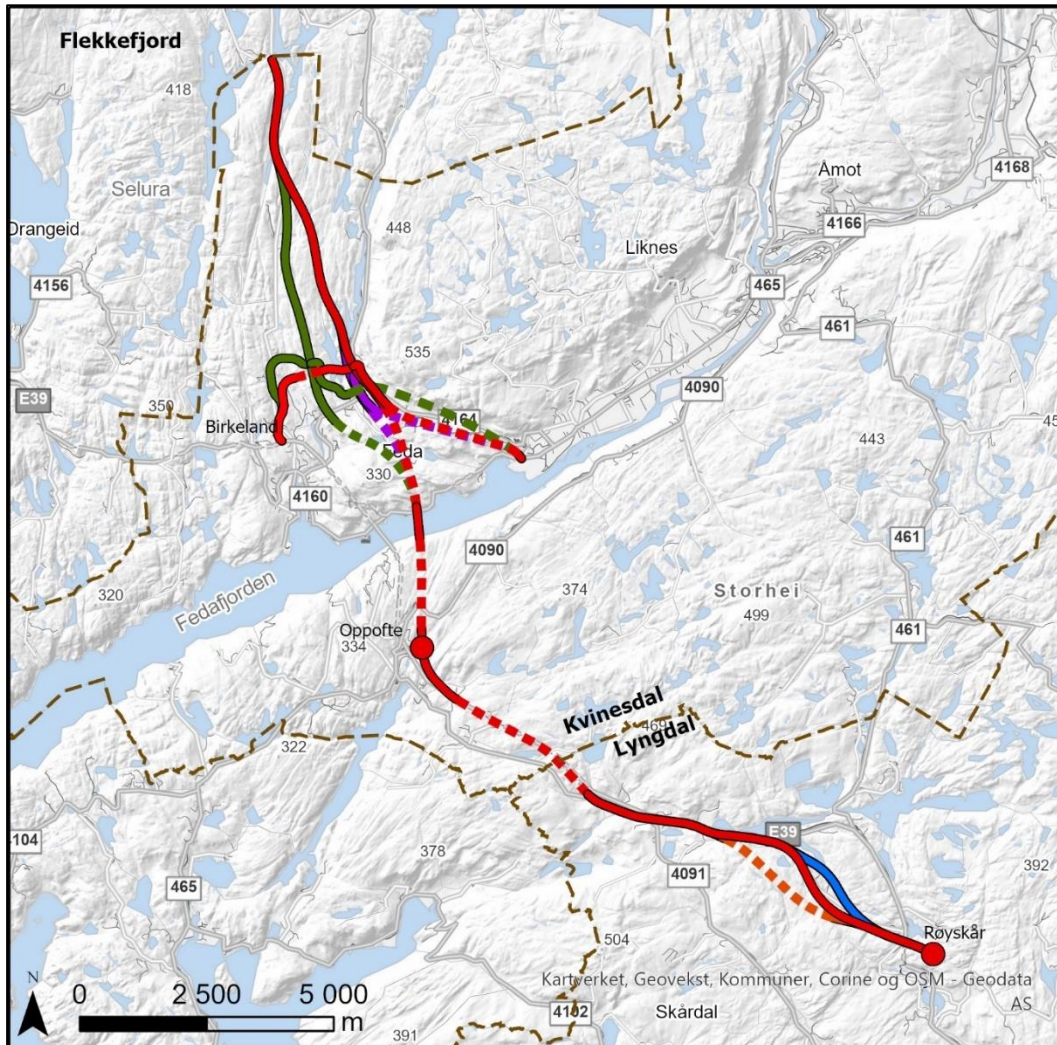 Flekkefjord
418
Selura
Drangeid
4156
448
Åmot
4168
4166
Liknes
465
461
535
E39
350
4164
4090
Birkeland
Feda
330
443
4160
4090
461
320
Fedafjorden
374
Storhei
499
Oppofte
334
461
Kvinesdal
469
Lyngdal
322
E39
104
378
4091
392
465
Røyskår
504
Kartverket, Geovekst, Kommuner, Corine og OSM - Geodata
AS
N
0 2 500 5 000
m
4102
Skårdal
391